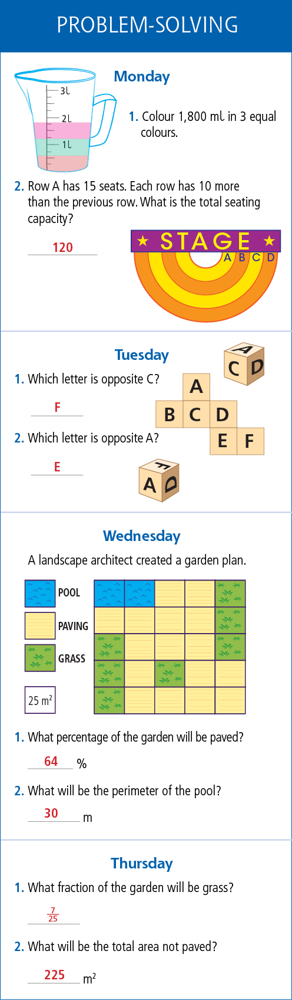 PROBLEM-SOLVING
Monday
3l
2l
1l
1. Colour 1,800 ml in 3 equal
colours.
2. Row A has 15 seats. Each row has 10 more
than the previous row. What is the total seating
capacity?
120
STAGE
A B C D
Tuesday
1. Which letter is opposite C?
F
2. Which letter is opposite A?
E
A
C D
A
B C D
E F
F
A D
Wednesday
A landscape architect created a garden plan.
POOL
PAVING
GRASS
25 m²
1. What percentage of the garden will be paved?
64 %
2. What will be the perimeter of the pool?
30 m
Thursday
1. What fraction of the garden will be grass?
7
25
2. What will be the total area not paved?
225 m²